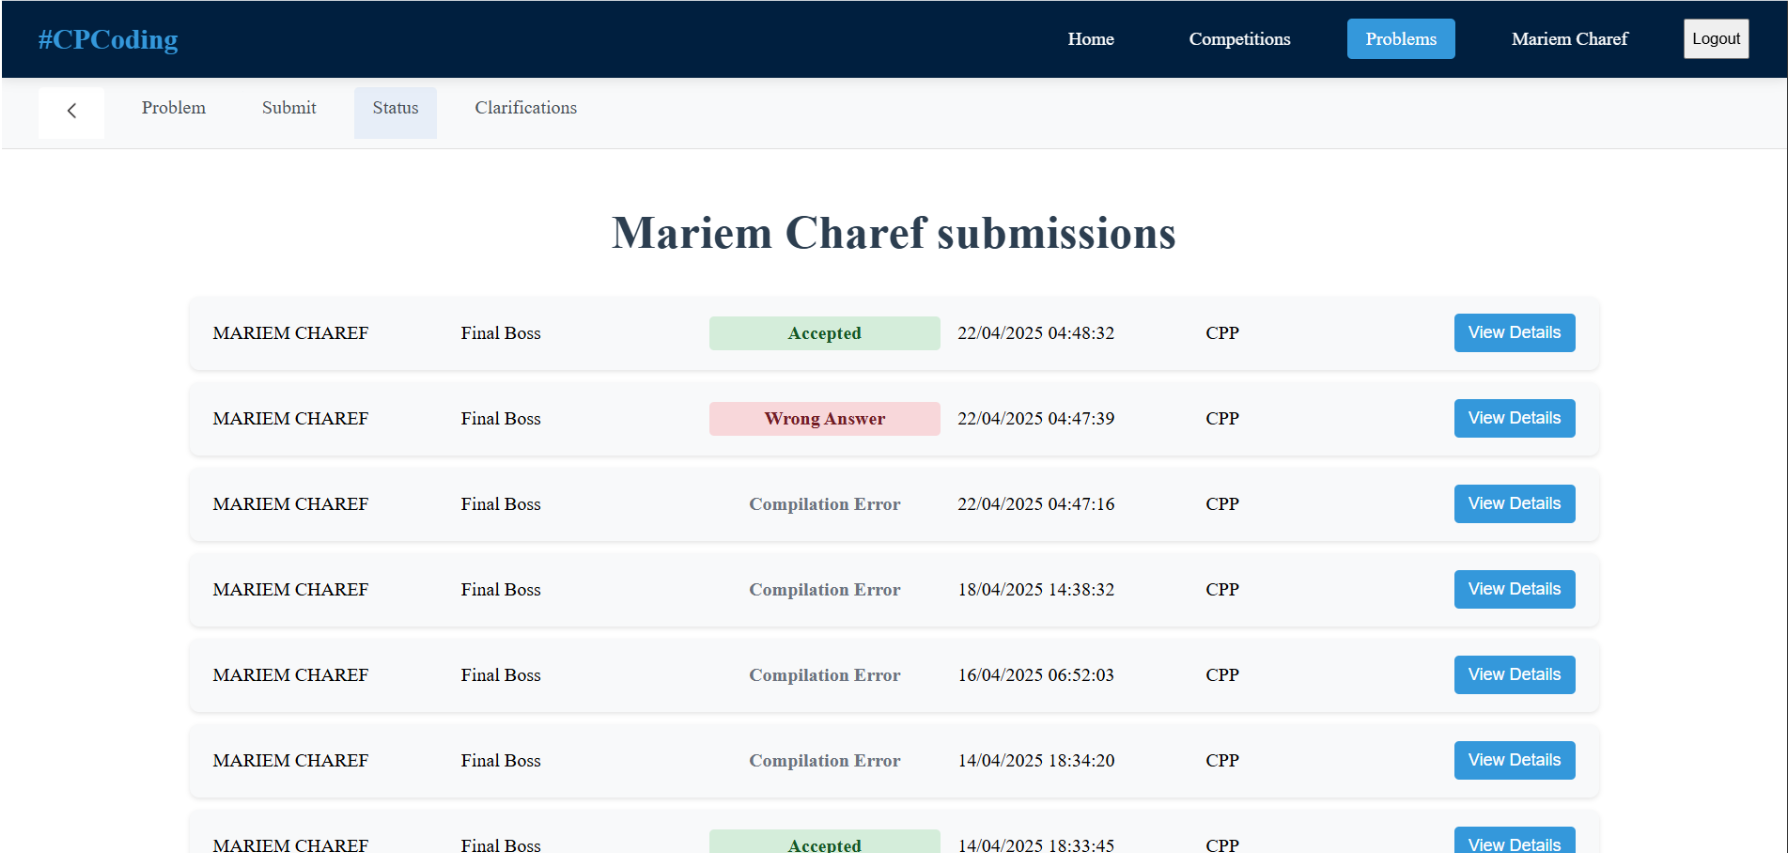 #CPCoding Home Competitions Problems Mariem Charef Logout
Problem Submit Status Clarifications
Mariem Charef submissions
MARIEM CHAREF Final Boss Accepted 22/04/2025 04:48:32 CPP View Details
MARIEM CHAREF Final Boss Wrong Answer 22/04/2025 04:47:39 CPP View Details
MARIEM CHAREF Final Boss Compilation Error 22/04/2025 04:47:16 CPP View Details
MARIEM CHAREF Final Boss Compilation Error 18/04/2025 14:38:32 CPP View Details
MARIEM CHAREF Final Boss Compilation Error 16/04/2025 06:52:03 CPP View Details
MARIEM CHAREF Final Boss Compilation Error 14/04/2025 18:34:20 CPP View Details
MARIEM CHAREF Final Boss Accepted 14/04/2025 18:33:45 CPP View Details